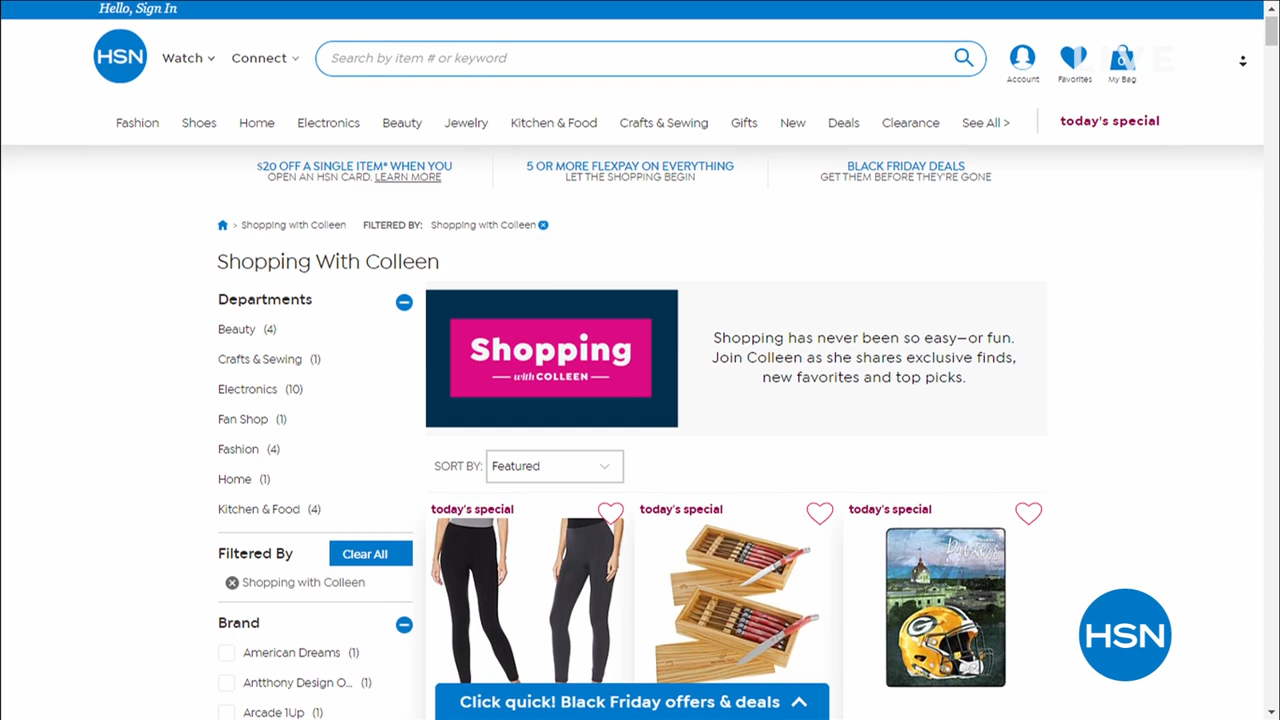 Hello, Sign In
HSN
Watch
Connect
Search by item # or keyword
Account
Favorites
0
My Bag
LIVE
Fashion
Shoes
Home
Electronics
Beauty
Jewelry
Kitchen & Food
Crafts & Sewing
Gifts
New
Deals
Clearance
See All >
today's special
$20 OFF A SINGLE ITEM* WHEN YOU
OPEN AN HSN CARD, LEARN MORE
5 OR MORE FLEXPAY ON EVERYTHING
LET THE SHOPPING BEGIN
BLACK FRIDAY DEALS
GET THEM BEFORE THEY'RE GONE
> Shopping with Colleen FILTERED BY: Shopping with Colleen
Shopping With Colleen
Departments
Beauty (4)
Crafts & Sewing (1)
Electronics (10)
Fan Shop (1)
Fashion (4)
Home (1)
Kitchen & Food (4)
Filtered By
Clear All
Shopping with Colleen
Brand
American Dreams (1)
Antthony Design O... (1)
Arcade 1Up (1)
Shopping
with COLLEEN
Shopping has never been so easy—or fun.
Join Colleen as she shares exclusive finds,
new favorites and top picks.
SORT BY: Featured
today's special
today's special
today's special
Packers
G
HSN
Click quick! Black Friday offers & deals